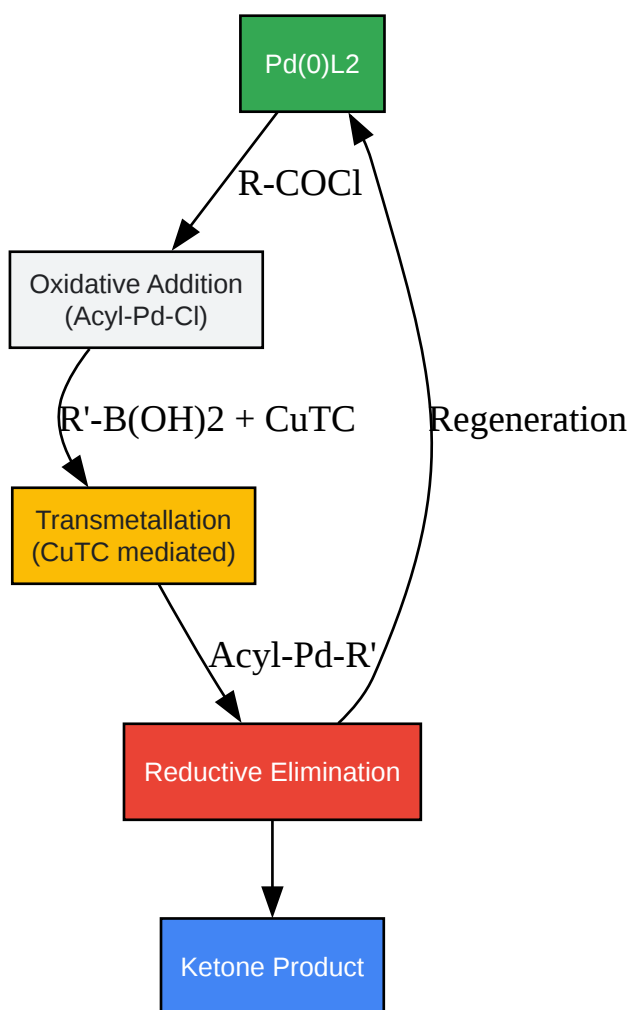 Pd(0)L2
R-COCl
Oxidative Addition
(Acyl-Pd-Cl)
R'-B(OH)2 + CuTC
Regeneration
Transmetallation
(CuTC mediated)
Acyl-Pd-R'
Reductive Elimination
Ketone Product